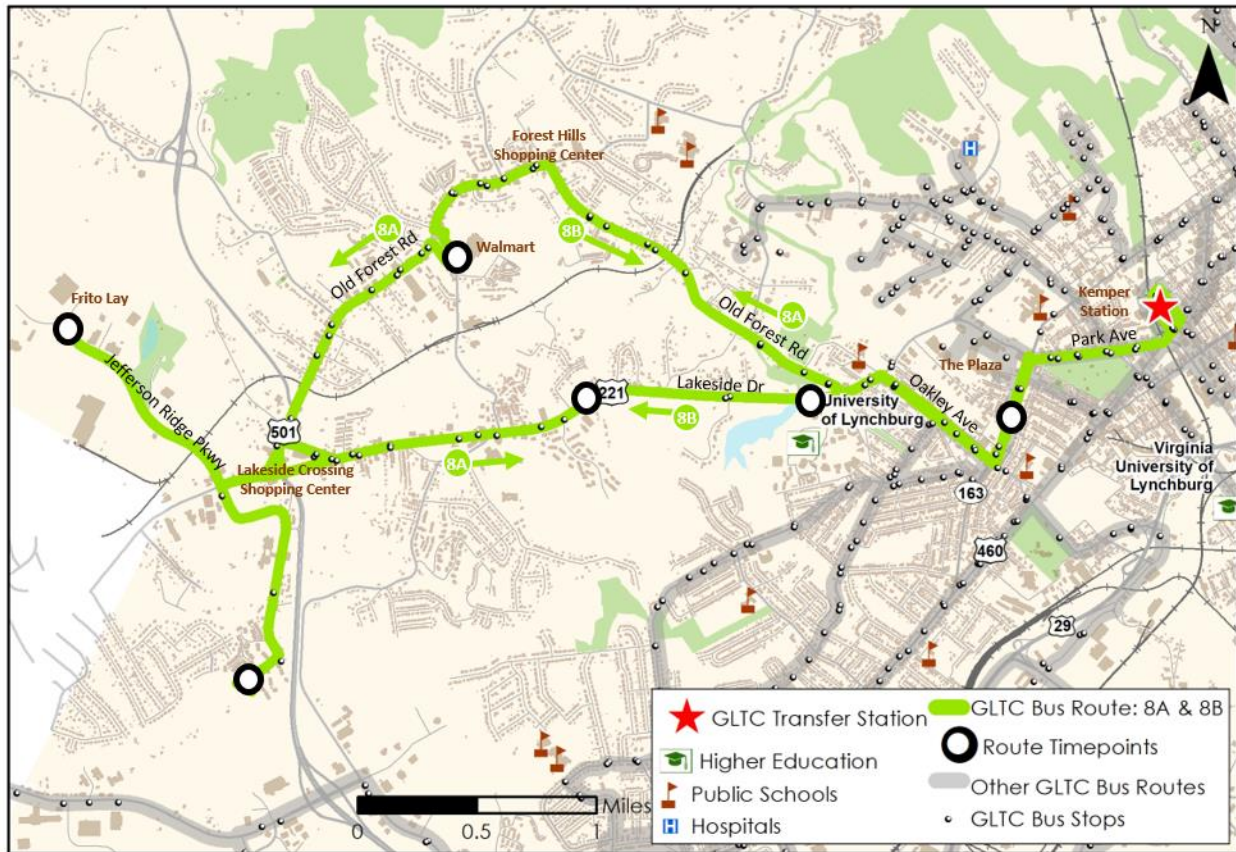 N
Forest Hills
Shopping Center
H
8A
8B
Walmart
Old Forest Rd
Kemper
Station
Frito Lay
8A
Park Ave
Jefferson Ridge Pkwy
Old Forest Rd
The Plaza
221
Lakeside Dr
Oakley Ave
8B
University
of Lynchburg
501
8A
Lakeside Crossing
Shopping Center
Virginia
University of
Lynchburg
163
460
29
GLTC Transfer Station
GLTC Bus Route: 8A & 8B
Higher Education
Route Timepoints
Public Schools
Other GLTC Bus Routes
H
Hospitals
GLTC Bus Stops
Miles
0
0.5
1